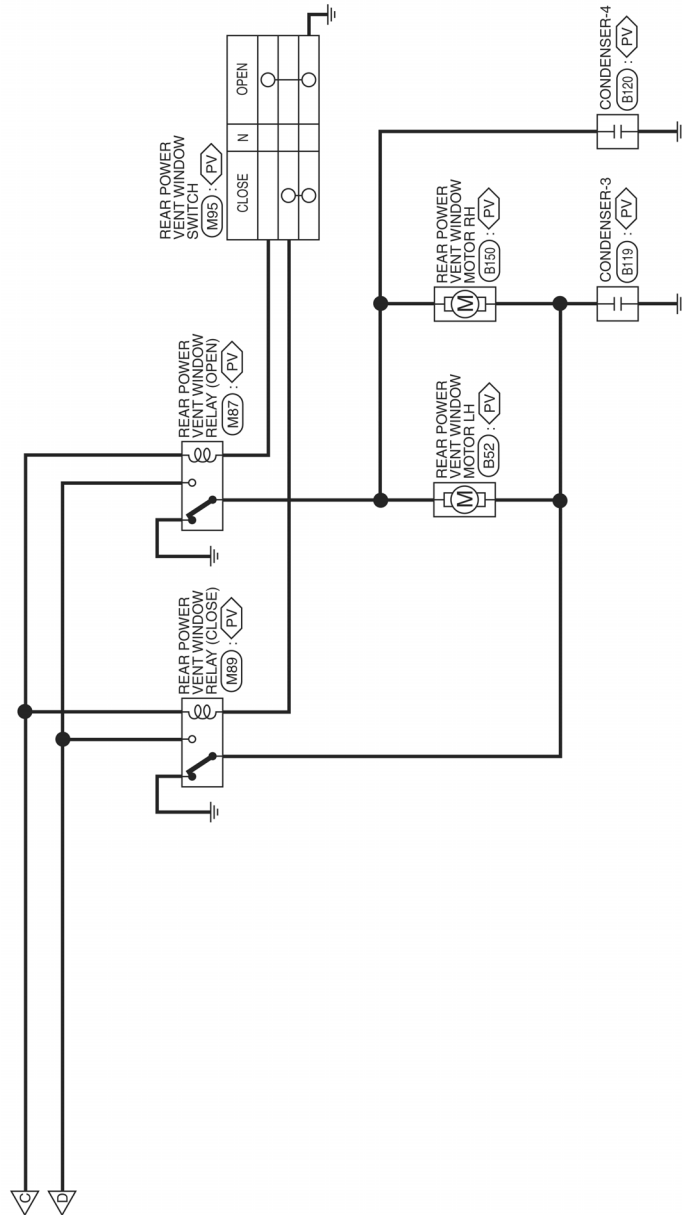 C
D
REAR POWER
VENT WINDOW
RELAY (CLOSE)
M89 : PV
REAR POWER
VENT WINDOW
RELAY (OPEN)
M87 : PV
REAR POWER
VENT WINDOW
SWITCH
M95 : PV
CLOSE
N
OPEN
REAR POWER
VENT WINDOW
MOTOR LH
B52 : PV
M
REAR POWER
VENT WINDOW
MOTOR RH
B150 : PV
M
CONDENSER-3
B119 : PV
CONDENSER-4
B120 : PV